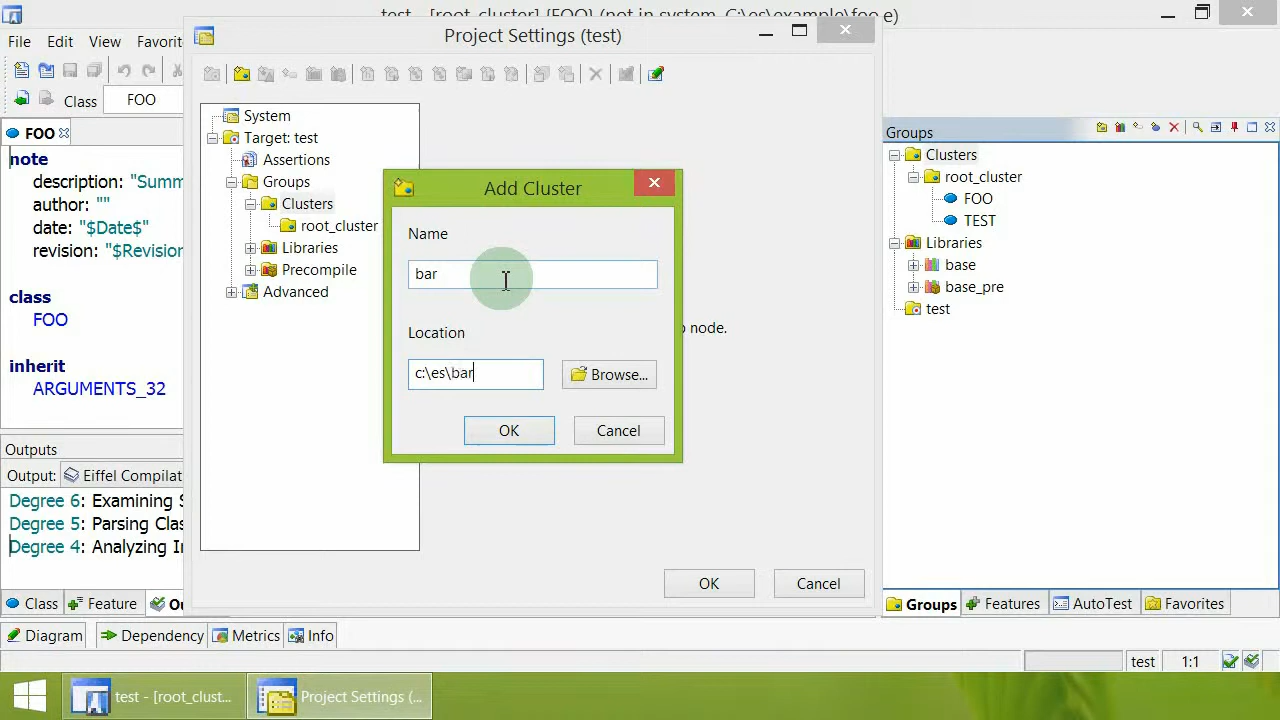 test - [root_cluster] {FOO} (not in system, C:\es\example\foo.e)
Project Settings (test)
File Edit View Favorit
Class FOO
FOO
note
description: "Summ
author: ""
date: "$Date$"
revision: "$Revision
class
FOO
inherit
ARGUMENTS_32
Outputs
Output: Eiffel Compilat
Degree 6: Examining S
Degree 5: Parsing Clas
Degree 4: Analyzing In
Class Feature Ou
Diagram Dependency Metrics Info
System
Target: test
Assertions
Groups
Clusters
root_cluster
Libraries
Precompile
Advanced
node.
OK Cancel
Add Cluster
Name
bar
Location
c:\es\bar
Browse...
OK Cancel
Groups
Clusters
root_cluster
FOO
TEST
Libraries
base
base_pre
test
Groups Features AutoTest Favorites
test 1:1
test - [root_clust... Project Settings (...